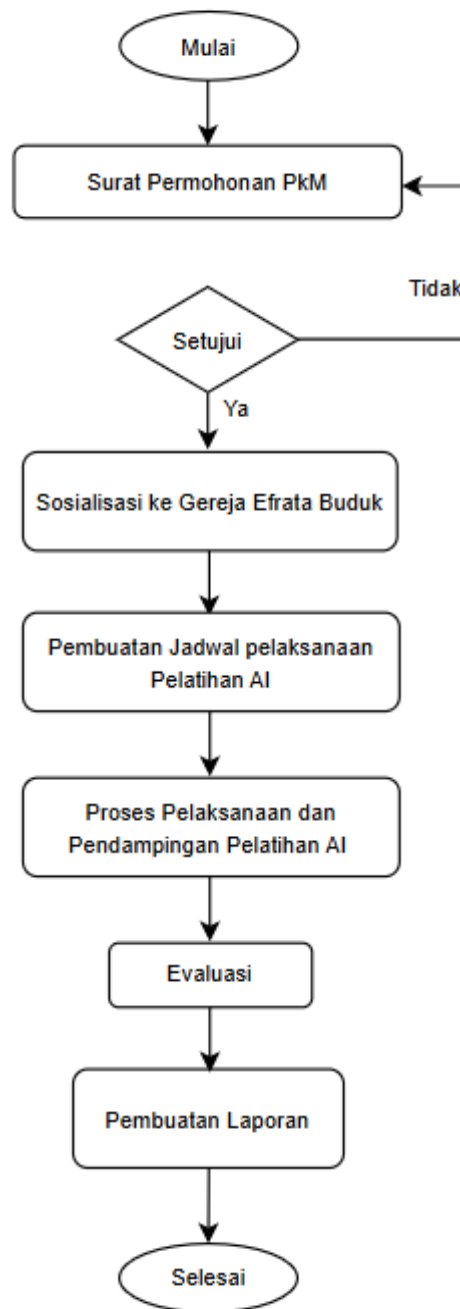 Mulai
Surat Permohonan PkM
Tidak
Setujui
Ya
Sosialisasi ke Gereja Efrata Buduk
Pembuatan Jadwal pelaksanaan
Pelatihan AI
Proses Pelaksanaan dan
Pendampingan Pelatihan AI
Evaluasi
Pembuatan Laporan
Selesai